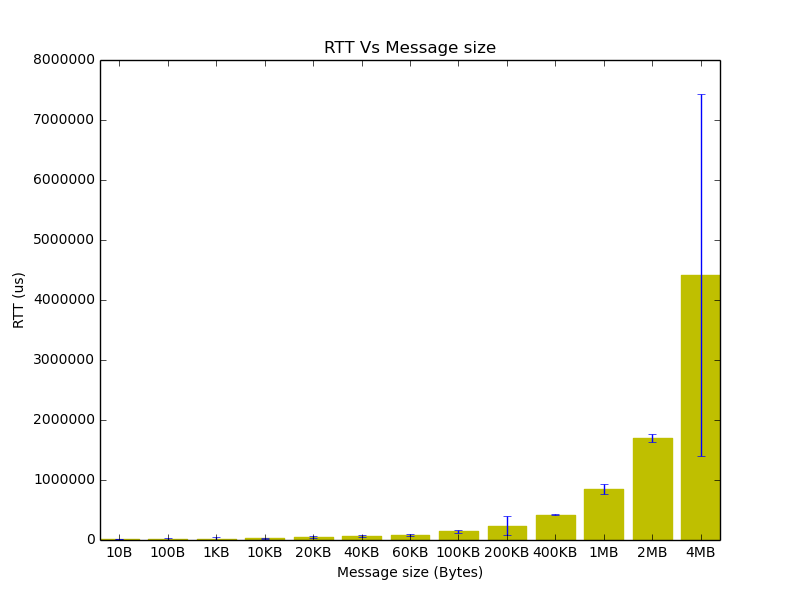 RTT Vs Message size
8000000
7000000
6000000
5000000
4000000
3000000
2000000
1000000
0
RTT (us)
10B 100B 1KB 10KB 20KB 40KB 60KB 100KB 200KB 400KB 1MB 2MB 4MB
Message size (Bytes)